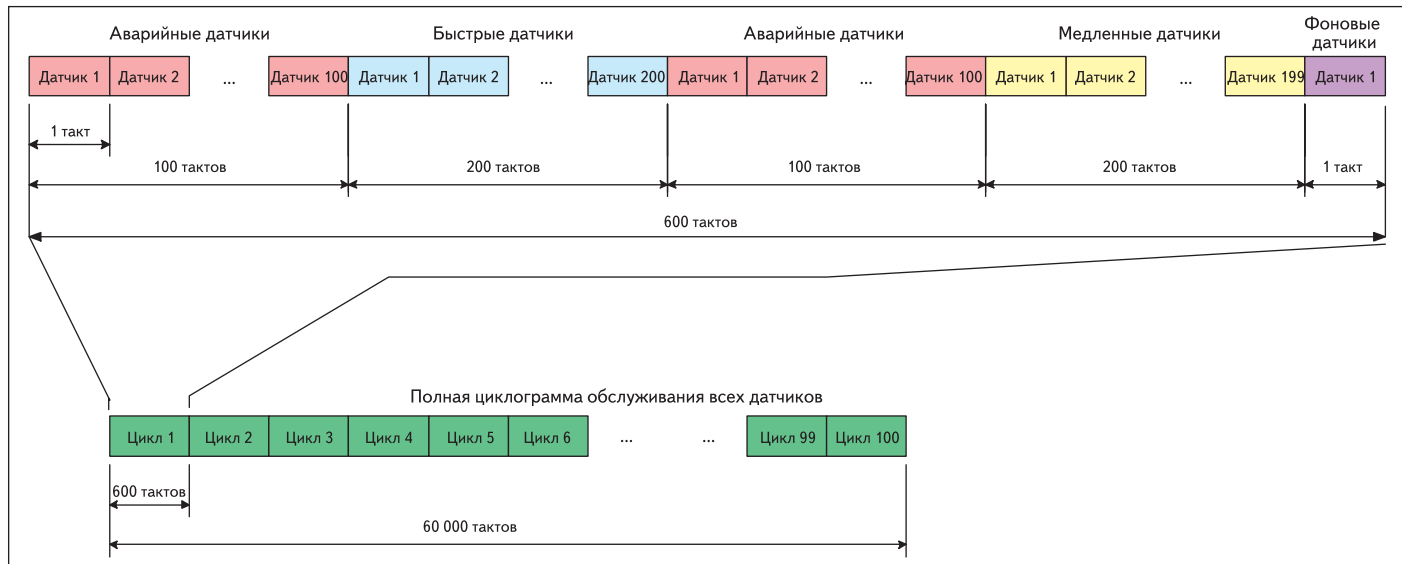 Аварийные датчики
Быстрые датчики
Аварийные датчики
Медленные датчики
Фоновые
датчики
Датчик 1 Датчик 2 ... Датчик 100 Датчик 1 Датчик 2 ... Датчик 200 Датчик 1 Датчик 2 ... Датчик 100 Датчик 1 Датчик 2 ... Датчик 199 Датчик 1
1 такт
100 тактов 200 тактов 100 тактов 200 тактов 1 такт
600 тактов
Полная циклограмма обслуживания всех датчиков
Цикл 1 Цикл 2 Цикл 3 Цикл 4 Цикл 5 Цикл 6 ... ... Цикл 99 Цикл 100
600 тактов
60 000 тактов